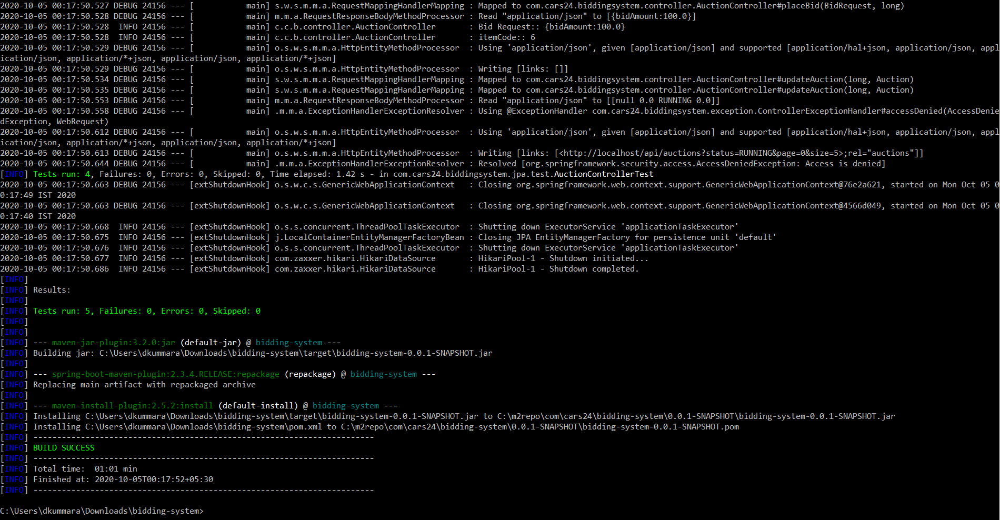 2020-10-05 00:17:50.527 DEBUG 24156 --- [           main] s.w.s.m.m.a.RequestMappingHandlerMapping : Mapped to com.cars24.biddingsystem.controller.AuctionController#placeBid(BidRequest, long)
2020-10-05 00:17:50.528 DEBUG 24156 --- [           main] m.m.a.RequestResponseBodyMethodProcessor : Read "application/json" to [{bidAmount:100.0}]
2020-10-05 00:17:50.528  INFO 24156 --- [           main] c.c.b.controller.AuctionController       : Bid Request:: {bidAmount:100.0}
2020-10-05 00:17:50.528  INFO 24156 --- [           main] c.c.b.controller.AuctionController       : itemCode:: 6
2020-10-05 00:17:50.529 DEBUG 24156 --- [           main] o.s.w.s.m.m.a.HttpEntityMethodProcessor  : Using 'application/json', given [application/json] and supported [application/hal+json, application/json, appl
ication/json, application/*+json, application/json, application/*+json]
2020-10-05 00:17:50.529 DEBUG 24156 --- [           main] o.s.w.s.m.m.a.HttpEntityMethodProcessor  : Writing [links: []]
2020-10-05 00:17:50.534 DEBUG 24156 --- [           main] s.w.s.m.m.a.RequestMappingHandlerMapping : Mapped to com.cars24.biddingsystem.controller.AuctionController#updateAuction(long, Auction)
2020-10-05 00:17:50.535 DEBUG 24156 --- [           main] s.w.s.m.m.a.RequestMappingHandlerMapping : Mapped to com.cars24.biddingsystem.controller.AuctionController#updateAuction(long, Auction)
2020-10-05 00:17:50.553 DEBUG 24156 --- [           main] m.m.a.RequestResponseBodyMethodProcessor : Read "application/json" to [[null 0.0 RUNNING 0.0]]
2020-10-05 00:17:50.558 DEBUG 24156 --- [           main] .m.m.a.ExceptionHandlerExceptionResolver : Using @ExceptionHandler com.cars24.biddingsystem.exception.ControllerExceptionHandler#accessDenied(AccessDenie
dException, WebRequest)
2020-10-05 00:17:50.612 DEBUG 24156 --- [           main] o.s.w.s.m.m.a.HttpEntityMethodProcessor  : Using 'application/json', given [application/json] and supported [application/hal+json, application/json, appl
ication/json, application/*+json, application/json, application/*+json]
2020-10-05 00:17:50.613 DEBUG 24156 --- [           main] o.s.w.s.m.m.a.HttpEntityMethodProcessor  : Writing [links: [<http://localhost/api/auctions?status=RUNNING&page=0&size=5>;rel="auctions"]]
2020-10-05 00:17:50.644 DEBUG 24156 --- [           main] .m.m.a.ExceptionHandlerExceptionResolver : Resolved [org.springframework.security.access.AccessDeniedException: Access is denied]
[INFO] Tests run: 4, Failures: 0, Errors: 0, Skipped: 0, Time elapsed: 1.42 s - in com.cars24.biddingsystem.jpa.test.AuctionControllerTest
2020-10-05 00:17:50.663 DEBUG 24156 --- [extShutdownHook] o.s.w.c.s.GenericWebApplicationContext   : Closing org.springframework.web.context.support.GenericWebApplicationContext@76e2a621, started on Mon Oct 05 0
0:17:49 IST 2020
2020-10-05 00:17:50.663 DEBUG 24156 --- [extShutdownHook] o.s.w.c.s.GenericWebApplicationContext   : Closing org.springframework.web.context.support.GenericWebApplicationContext@4566d049, started on Mon Oct 05 0
0:17:40 IST 2020
2020-10-05 00:17:50.668  INFO 24156 --- [extShutdownHook] o.s.s.concurrent.ThreadPoolTaskExecutor  : Shutting down ExecutorService 'applicationTaskExecutor'
2020-10-05 00:17:50.675  INFO 24156 --- [extShutdownHook] j.LocalContainerEntityManagerFactoryBean : Closing JPA EntityManagerFactory for persistence unit 'default'
2020-10-05 00:17:50.676  INFO 24156 --- [extShutdownHook] o.s.s.concurrent.ThreadPoolTaskExecutor  : Shutting down ExecutorService 'applicationTaskExecutor'
2020-10-05 00:17:50.677  INFO 24156 --- [extShutdownHook] com.zaxxer.hikari.HikariDataSource       : HikariPool-1 - Shutdown initiated...
2020-10-05 00:17:50.686  INFO 24156 --- [extShutdownHook] com.zaxxer.hikari.HikariDataSource       : HikariPool-1 - Shutdown completed.
[INFO]
[INFO] Results:
[INFO]
[INFO] Tests run: 5, Failures: 0, Errors: 0, Skipped: 0
[INFO]
[INFO]
[INFO] --- maven-jar-plugin:3.2.0:jar (default-jar) @ bidding-system ---
[INFO] Building jar: C:\Users\dkummara\Downloads\bidding-system\target\bidding-system-0.0.1-SNAPSHOT.jar
[INFO]
[INFO] --- spring-boot-maven-plugin:2.3.4.RELEASE:repackage (repackage) @ bidding-system ---
[INFO] Replacing main artifact with repackaged archive
[INFO]
[INFO] --- maven-install-plugin:2.5.2:install (default-install) @ bidding-system ---
[INFO] Installing C:\Users\dkummara\Downloads\bidding-system\target\bidding-system-0.0.1-SNAPSHOT.jar to C:\m2repo\com\cars24\bidding-system\0.0.1-SNAPSHOT\bidding-system-0.0.1-SNAPSHOT.jar
[INFO] Installing C:\Users\dkummara\Downloads\bidding-system\pom.xml to C:\m2repo\com\cars24\bidding-system\0.0.1-SNAPSHOT\bidding-system-0.0.1-SNAPSHOT.pom
[INFO] ------------------------------------------------------------------------
[INFO] BUILD SUCCESS
[INFO] ------------------------------------------------------------------------
[INFO] Total time:  01:01 min
[INFO] Finished at: 2020-10-05T00:17:52+05:30
[INFO] ------------------------------------------------------------------------
C:\Users\dkummara\Downloads\bidding-system>